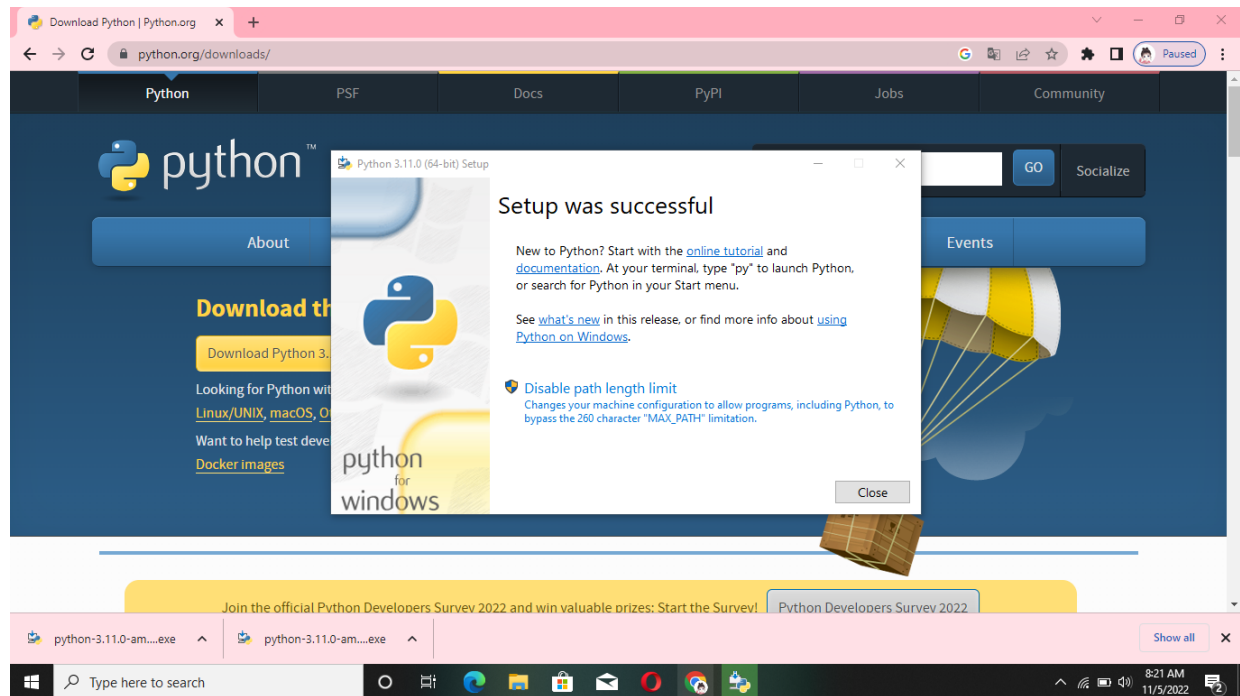 Download Python | Python.org
python.org/downloads/
Paused
Python PSF Docs PyPI Jobs Community
python™
GO
Socialize
About
Events
Python 3.11.0 (64-bit) Setup
Setup was successful
New to Python? Start with the online tutorial and
documentation. At your terminal, type "py" to launch Python,
or search for Python in your Start menu.
See what's new in this release, or find more info about using
Python on Windows.
Disable path length limit
Changes your machine configuration to allow programs, including Python, to
bypass the 260 character "MAX_PATH" limitation.
Close
python
for
windows
Download th
Download Python 3.
Looking for Python wit
Linux/UNIX, macOS, O
Want to help test deve
Docker images
Join the official Python Developers Survey 2022 and win valuable prizes: Start the Survey!
Python Developers Survey 2022
python-3.11.0-am....exe
python-3.11.0-am....exe
Show all
Type here to search
8:21 AM
11/5/2022
2